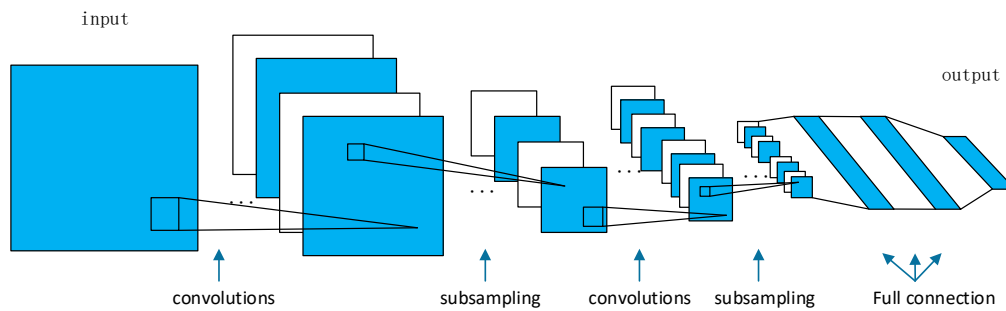 input
output
...
...
...
...
convolutions
subsampling
convolutions
subsampling
Full connection